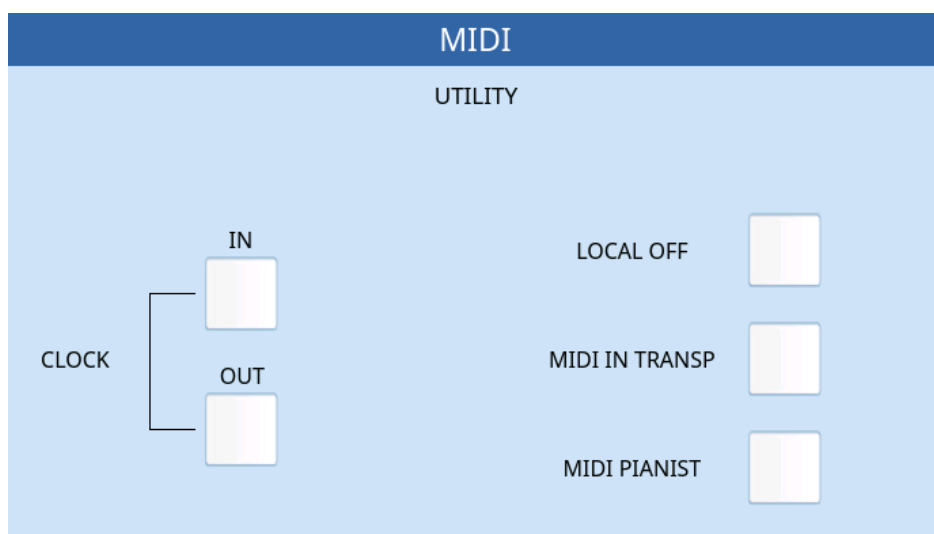 MIDI
UTILITY
IN
LOCAL OFF
CLOCK
MIDI IN TRANSP
OUT
MIDI PIANIST